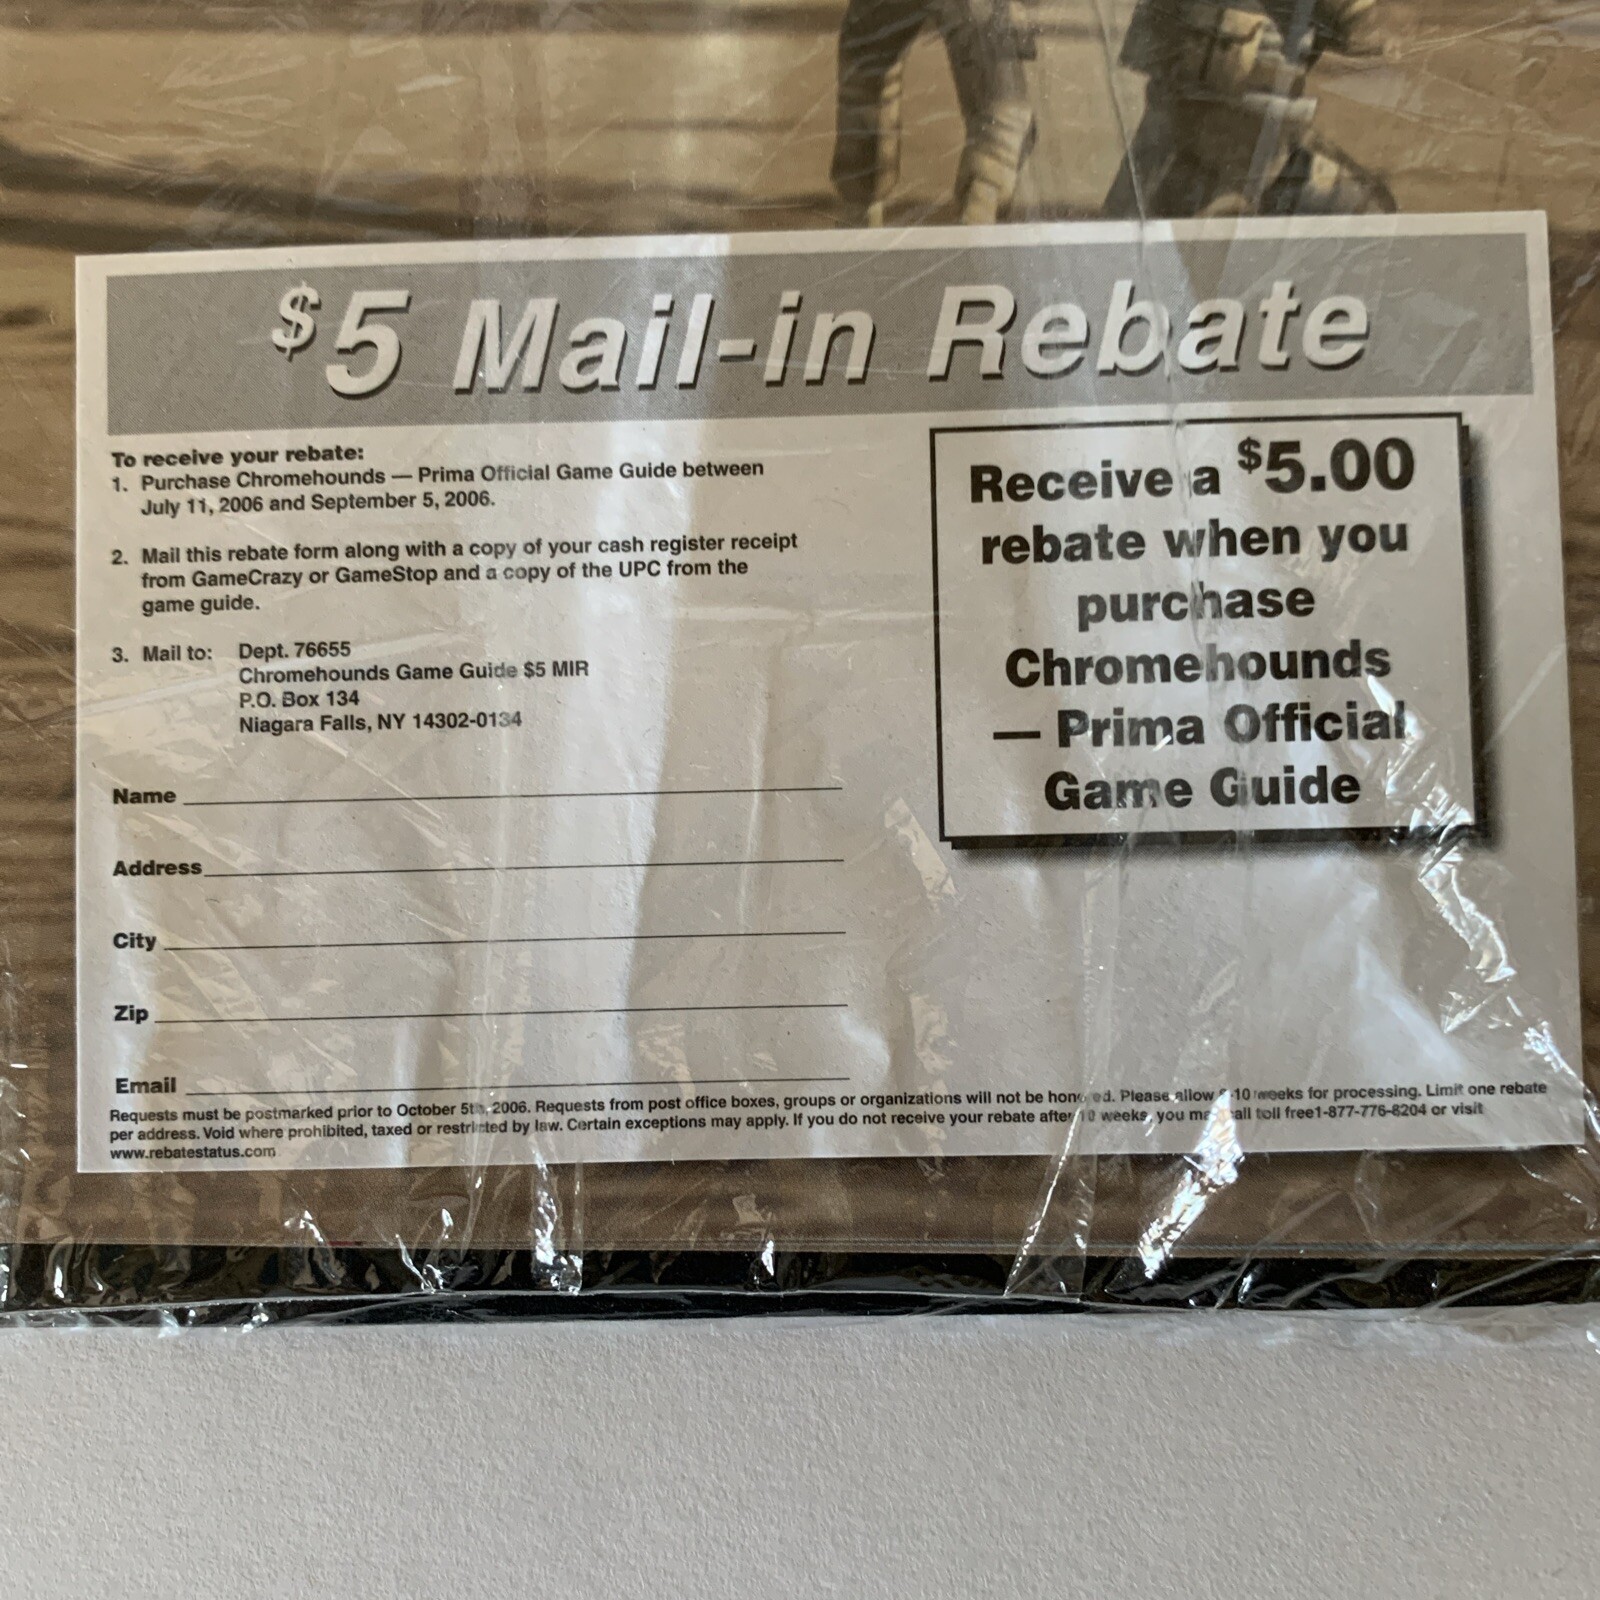 $5 Mail-in Rebate
To receive your rebate:
1. Purchase Chromehounds — Prima Official Game Guide between
July 11, 2006 and September 5, 2006.
2. Mail this rebate form along with a copy of your cash register receipt
from GameCrazy or GameStop and a copy of the UPC from the
game guide.
3. Mail to: Dept. 76655
Chromehounds Game Guide $5 MIR
P.O. Box 134
Niagara Falls, NY 14302-0134
Receive a $5.00
rebate when you
purchase
Chromehounds
— Prima Official
Game Guide
Name
Address
City
Zip
Email
Requests must be postmarked prior to October 5th, 2006. Requests from post office boxes, groups or organizations will not be honored. Please allow weeks for processing. Limit one rebate
per address. Void where prohibited, taxed or restricted by law. Certain exceptions may apply. If you do not receive your rebate after 10 weeks, you may call toll free1-877-776-8204 or visit
www.rebatestatus.com